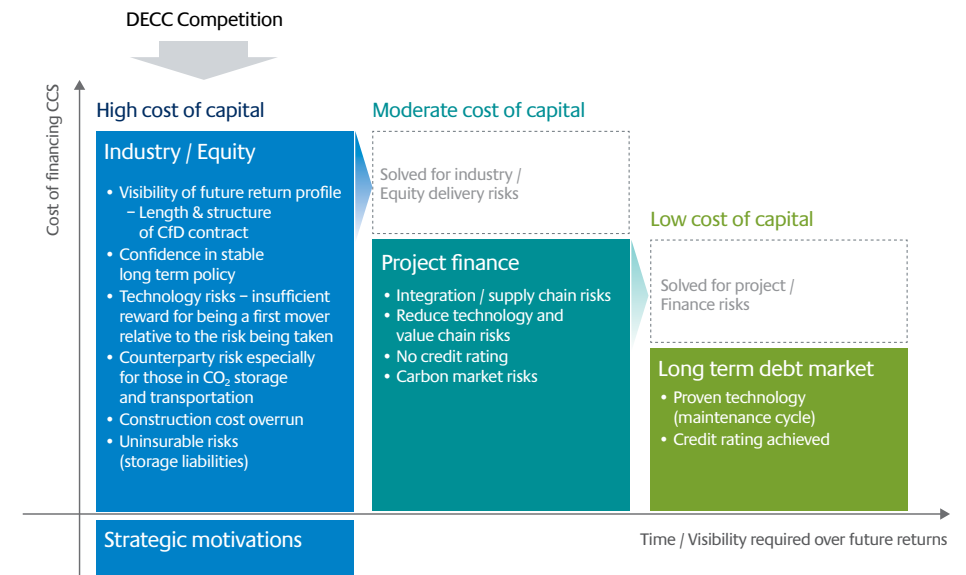 DECC Competition
Cost of financing CCS
High cost of capital
Industry / Equity
• Visibility of future return profile
– Length & structure
of CfD contract
• Confidence in stable
long term policy
• Technology risks – insufficient
reward for being a first mover
relative to the risk being taken
• Counterparty risk especially
for those in CO₂ storage
and transportation
• Construction cost overrun
• Uninsurable risks
(storage liabilities)
Strategic motivations
Moderate cost of capital
Solved for industry /
Equity delivery risks
Project finance
• Integration / supply chain risks
• Reduce technology and
value chain risks
• No credit rating
• Carbon market risks
Low cost of capital
Solved for project /
Finance risks
Long term debt market
• Proven technology
(maintenance cycle)
• Credit rating achieved
Time / Visibility required over future returns